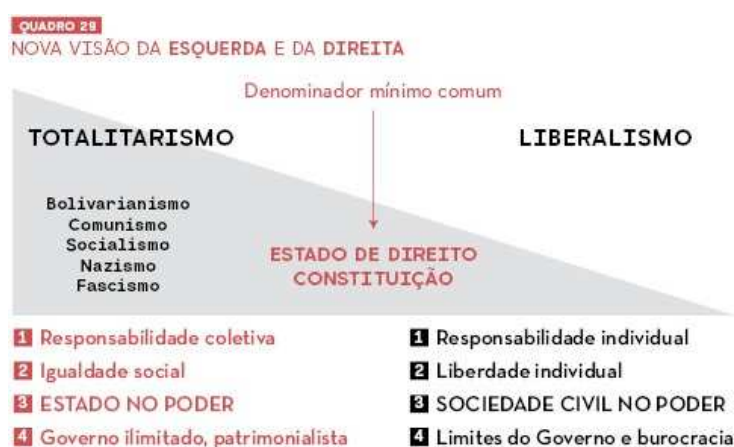 QUADRO 29
NOVA VISÃO DA ESQUERDA E DA DIREITA
Denominador mínimo comum
TOTALITARISMO
LIBERALISMO
Bolivarianismo
Comunismo
Socialismo
Nazismo
Fascismo
ESTADO DE DIREITO
CONSTITUIÇÃO
1 Responsabilidade coletiva
2 Igualdade social
3 ESTADO NO PODER
4 Governo ilimitado, patrimonialista
1 Responsabilidade individual
2 Liberdade individual
3 SOCIEDADE CIVIL NO PODER
4 Limites do Governo e burocracia